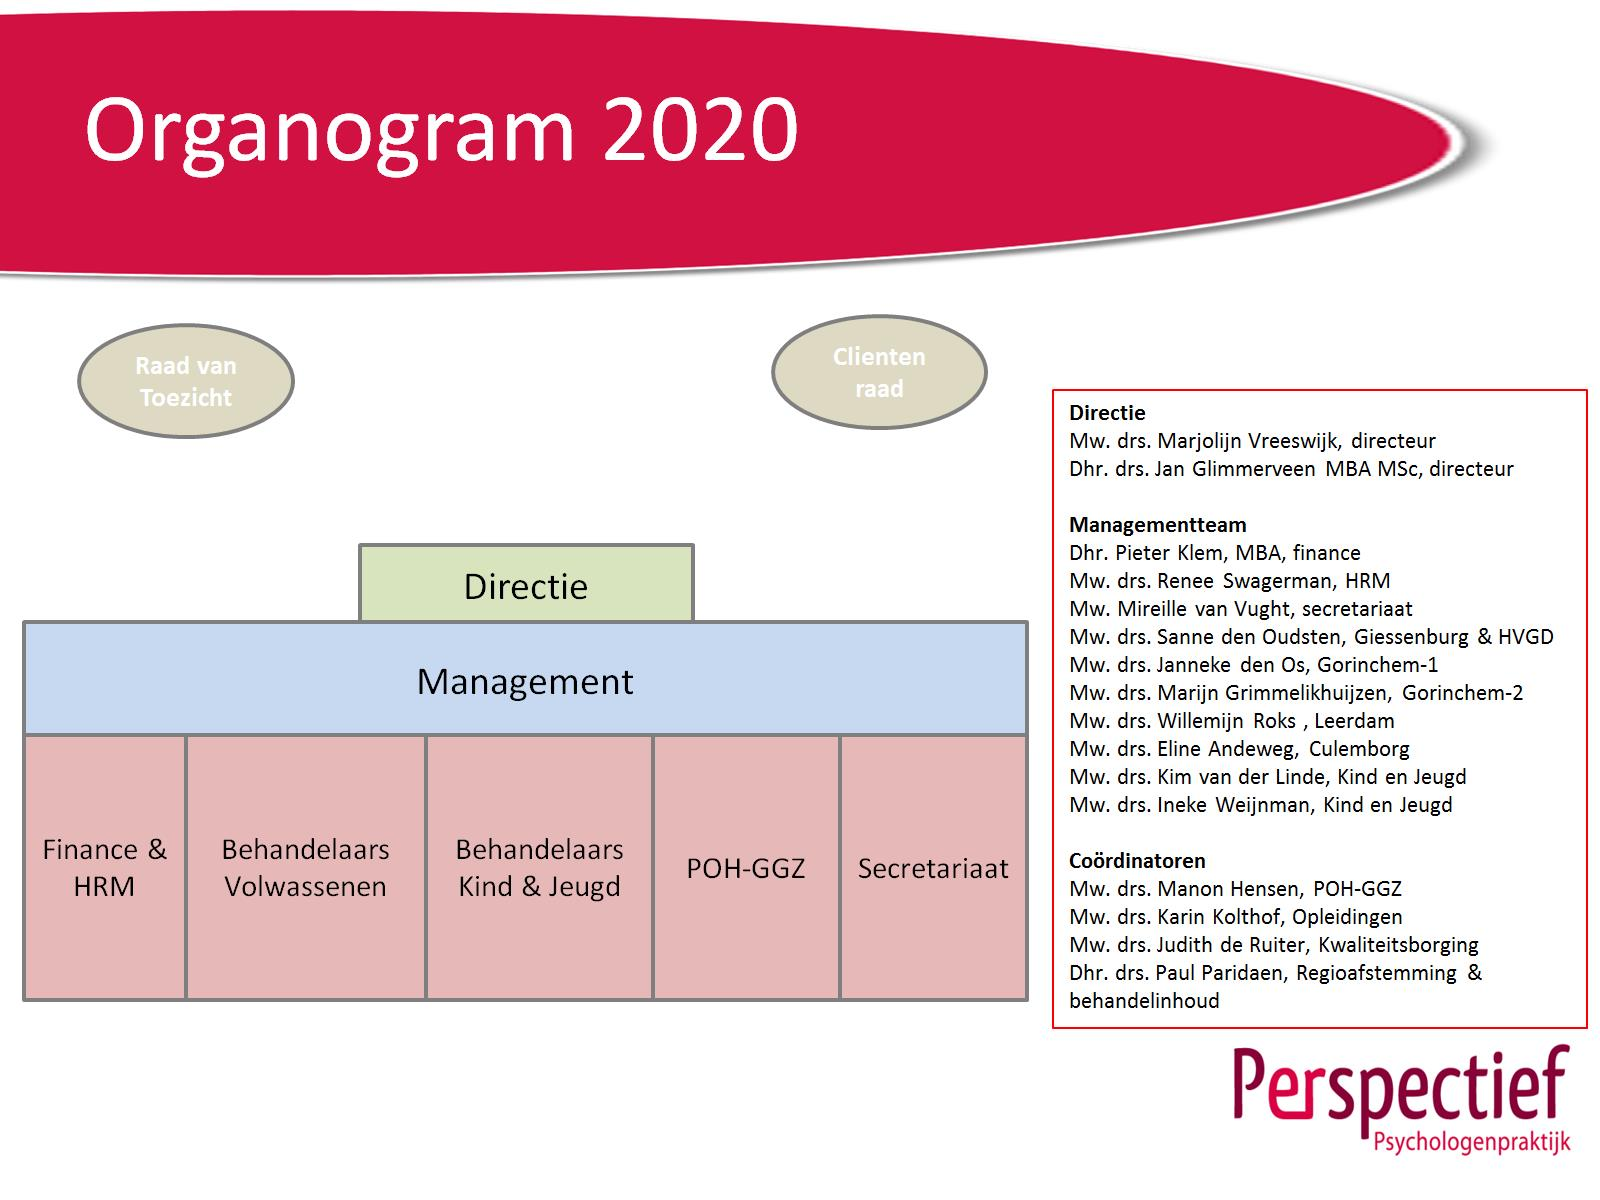 Organogram 2020
Raad van
Toezicht
Clienten
raad
Directie
Management
Finance &
HRM
Behandelaars
Volwassenen
Behandelaars
Kind & Jeugd
POH-GGZ
Secretariaat
Directie
Mw. drs. Marjolijn Vreeswijk, directeur
Dhr. drs. Jan Glimmerveen MBA MSc, directeur
Managementteam
Dhr. Pieter Klem, MBA, finance
Mw. drs. Renee Swagerman, HRM
Mw. Mireille van Vught, secretariaat
Mw. drs. Sanne den Oudsten, Giessenburg & HVGD
Mw. drs. Janneke den Os, Gorinchem-1
Mw. drs. Marijn Grimmelikhuijzen, Gorinchem-2
Mw. drs. Willemijn Roks , Leerdam
Mw. drs. Eline Andeweg, Culemborg
Mw. drs. Kim van der Linde, Kind en Jeugd
Mw. drs. Ineke Weijnman, Kind en Jeugd
Coördinatoren
Mw. drs. Manon Hensen, POH-GGZ
Mw. drs. Karin Kolthof, Opleidingen
Mw. drs. Judith de Ruiter, Kwaliteitsborging
Dhr. drs. Paul Paridaen, Regioafstemming &
behandelinhoud
Perspectief
Psychologenpraktijk